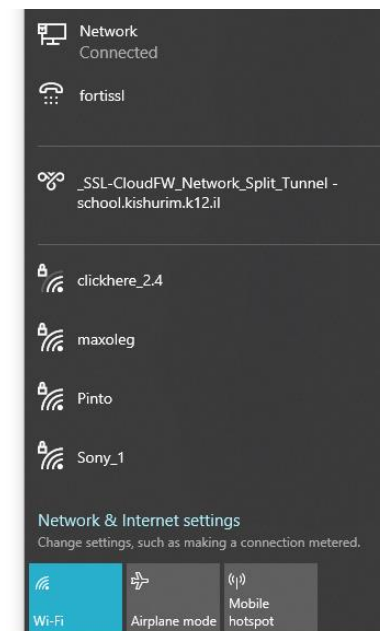 Network
Connected
fortissl
_SSL-CloudFW_Network_Split_Tunnel -
school.kishurim.k12.il
clickhere_2.4
maxoleg
Pinto
Sony_1
Network & Internet settings
Change settings, such as making a connection metered.
Wi-Fi
Airplane mode
Mobile
hotspot